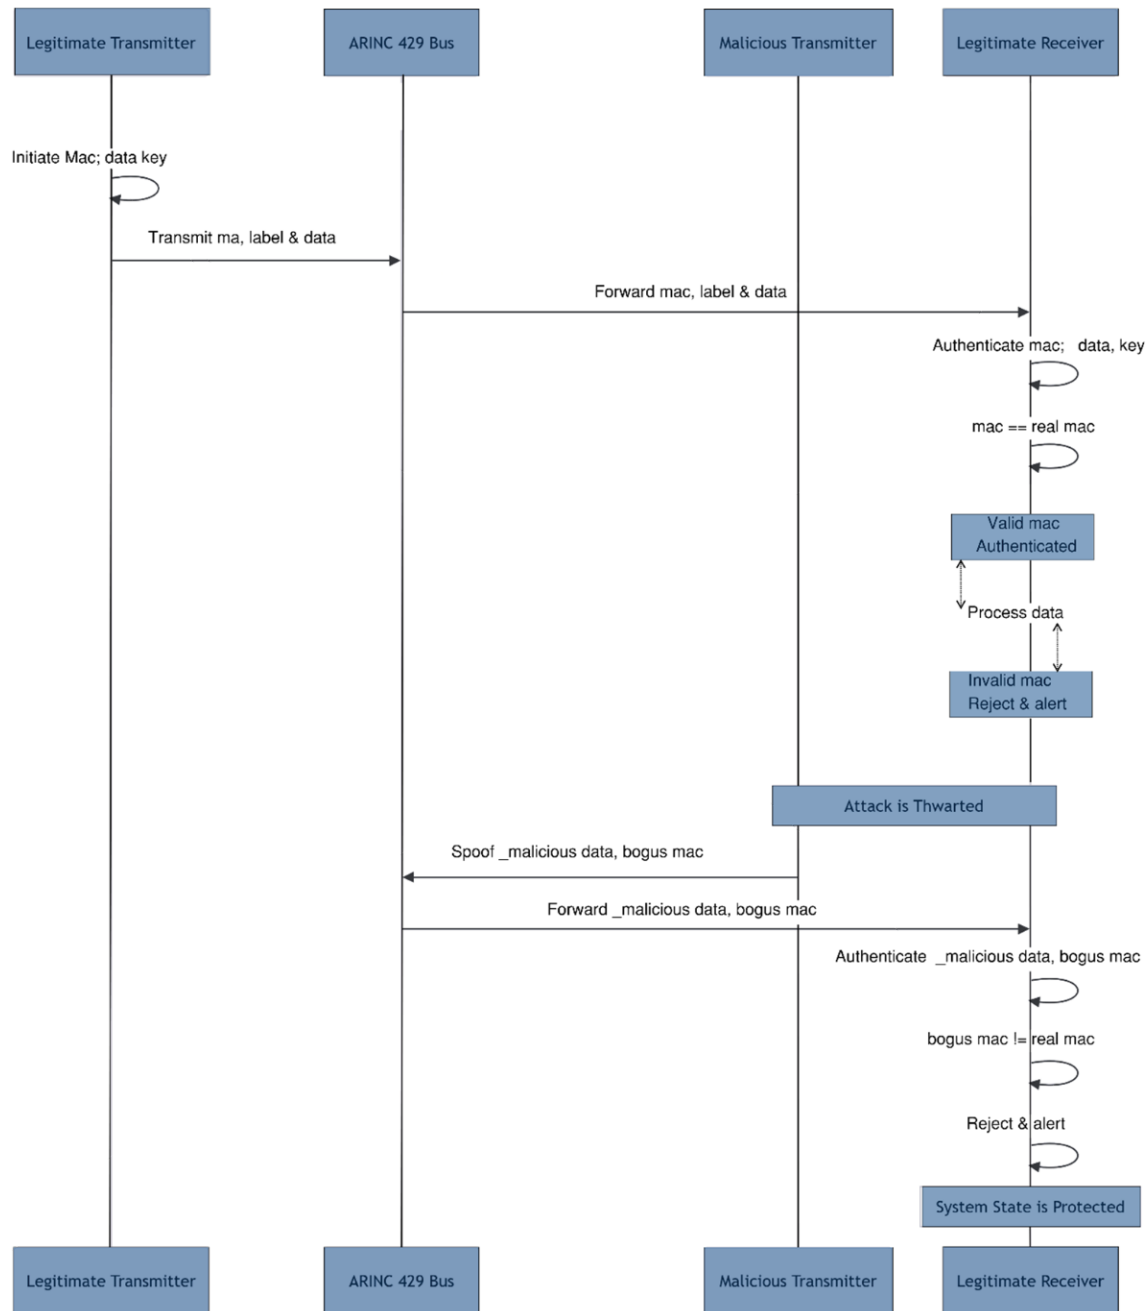 Legitimate Transmitter
ARINC 429 Bus
Malicious Transmitter
Legitimate Receiver
Initiate Mac; data key
Transmit ma, label & data
Forward mac, label & data
Authenticate mac; data, key
mac == real mac
Valid mac
Authenticated
Process data
Invalid mac
Reject & alert
Attack is Thwarted
Spoof _malicious data, bogus mac
Forward _malicious data, bogus mac
Authenticate _malicious data, bogus mac
bogus mac != real mac
Reject & alert
System State is Protected
Legitimate Transmitter
ARINC 429 Bus
Malicious Transmitter
Legitimate Receiver